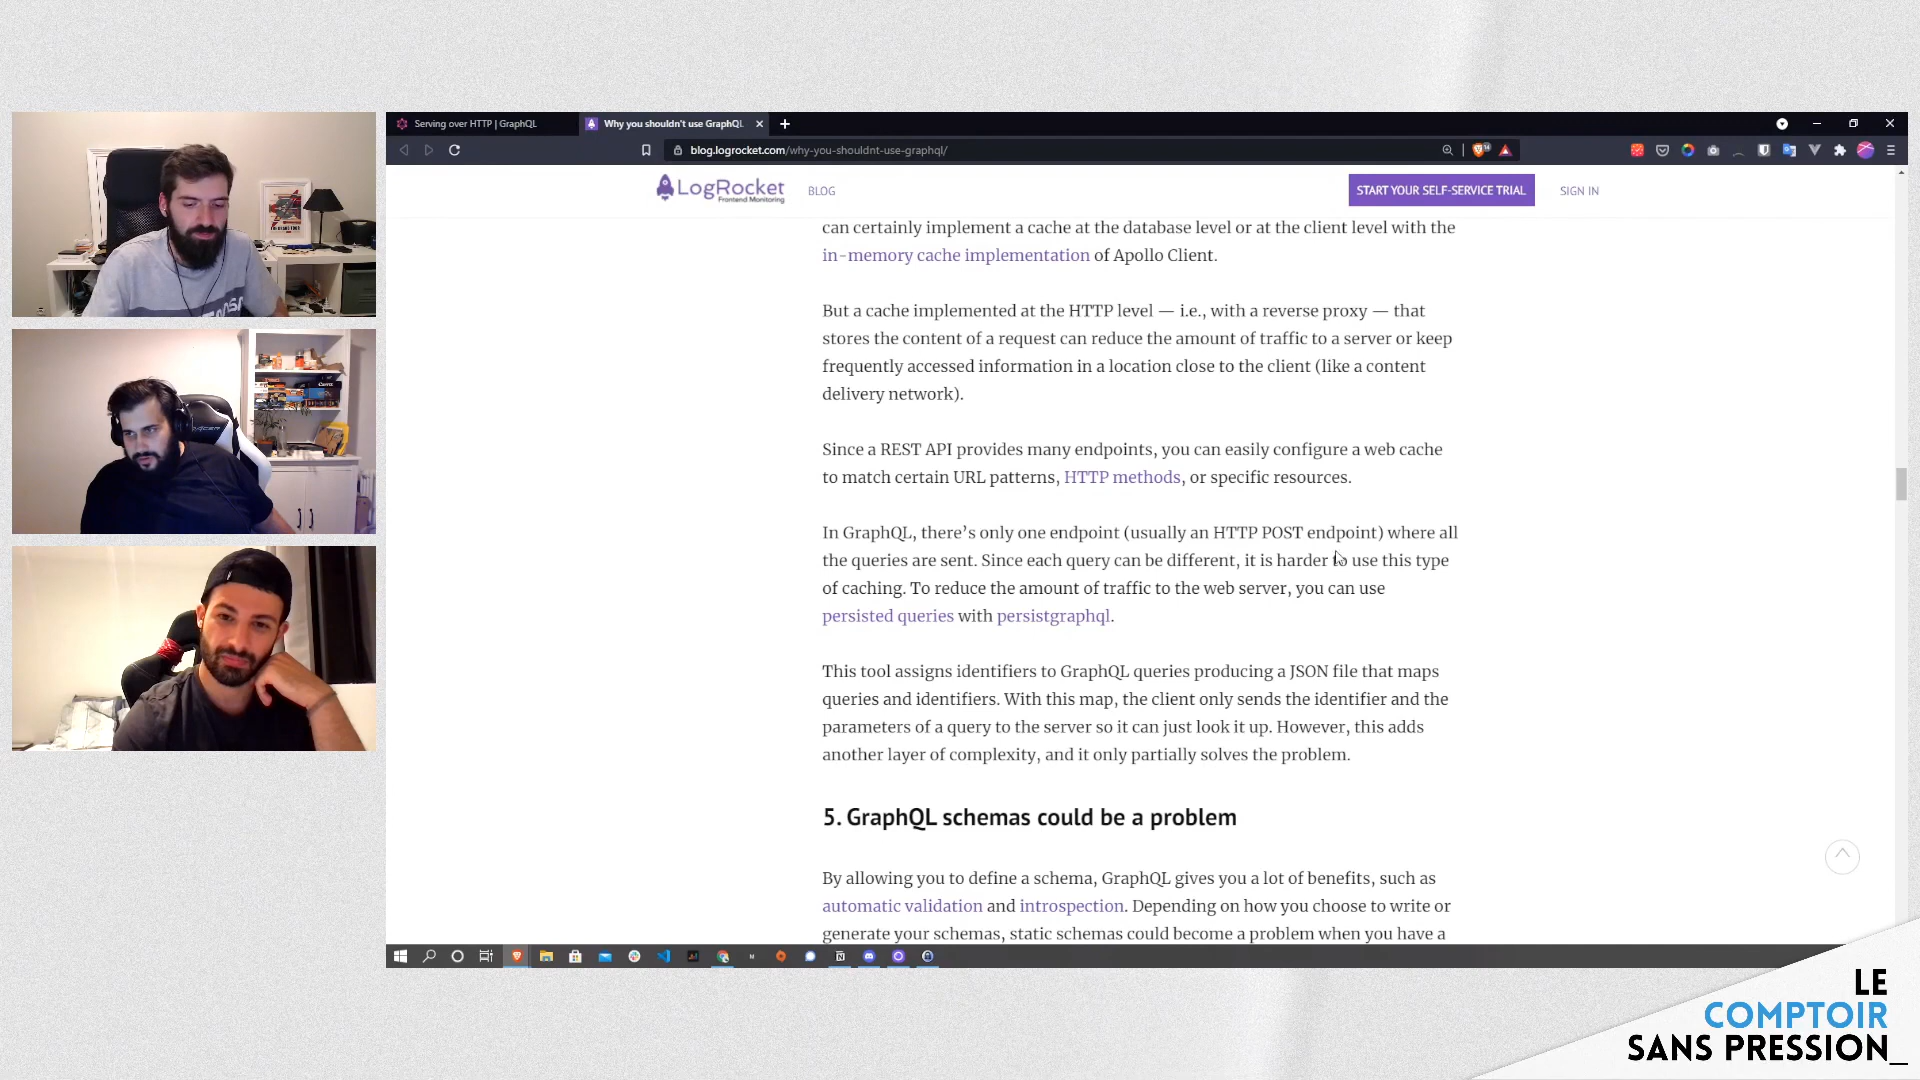 Serving over HTTP | GraphQL
Why you shouldn't use GraphQL
blog.logrocket.com/why-you-shouldnt-use-graphql/
LogRocket
Frontend Monitoring
BLOG
START YOUR SELF-SERVICE TRIAL
SIGN IN
can certainly implement a cache at the database level or at the client level with the
in-memory cache implementation of Apollo Client.
But a cache implemented at the HTTP level — i.e., with a reverse proxy — that
stores the content of a request can reduce the amount of traffic to a server or keep
frequently accessed information in a location close to the client (like a content
delivery network).
Since a REST API provides many endpoints, you can easily configure a web cache
to match certain URL patterns, HTTP methods, or specific resources.
In GraphQL, there’s only one endpoint (usually an HTTP POST endpoint) where all
the queries are sent. Since each query can be different, it is harder to use this type
of caching. To reduce the amount of traffic to the web server, you can use
persisted queries with persistgraphql.
This tool assigns identifiers to GraphQL queries producing a JSON file that maps
queries and identifiers. With this map, the client only sends the identifier and the
parameters of a query to the server so it can just look it up. However, this adds
another layer of complexity, and it only partially solves the problem.
5. GraphQL schemas could be a problem
By allowing you to define a schema, GraphQL gives you a lot of benefits, such as
automatic validation and introspection. Depending on how you choose to write or
generate your schemas, static schemas could become a problem when you have a
LE
COMPTOIR
SANS PRESSION_